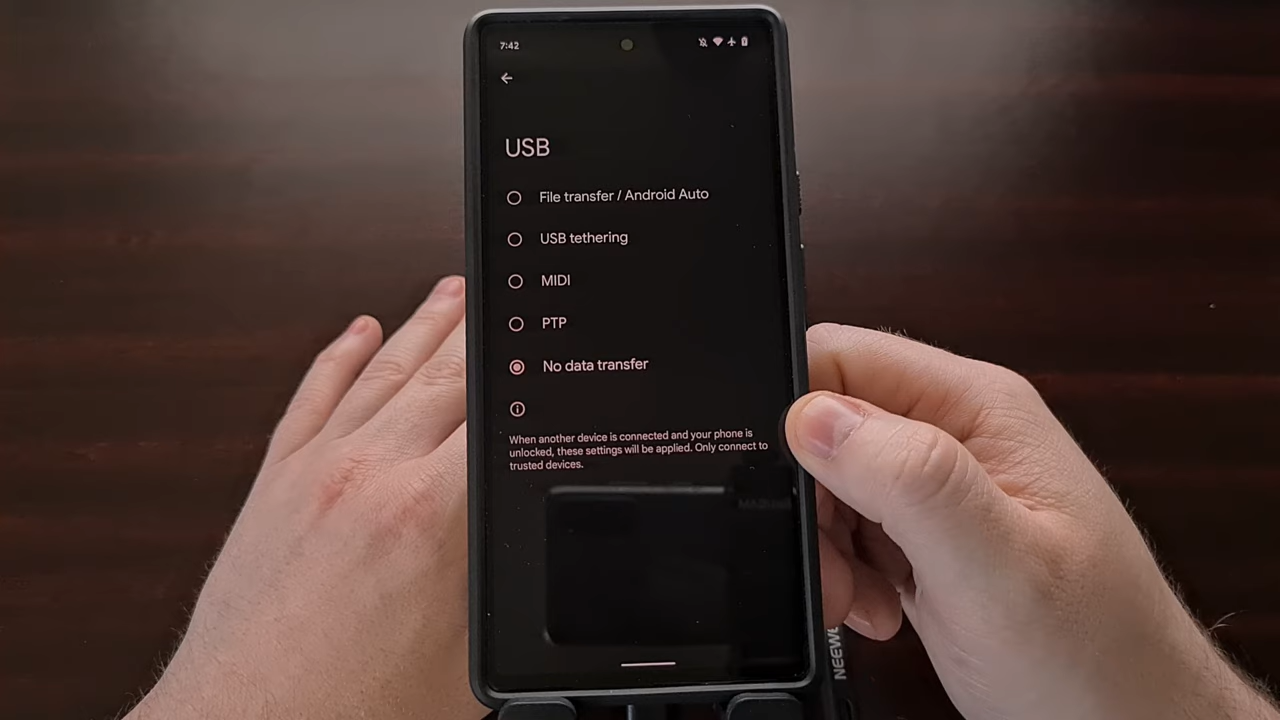 7:42
USB
File transfer / Android Auto
USB tethering
MIDI
PTP
No data transfer
When another device is connected and your phone is
unlocked, these settings will be applied. Only connect to
trusted devices.